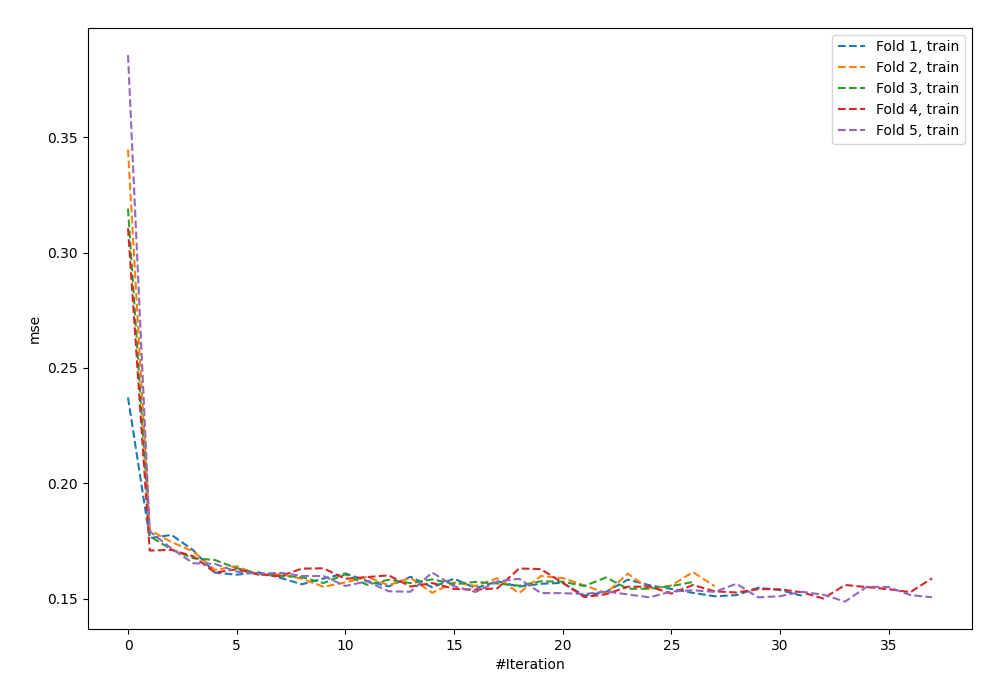 Fold 1, train
Fold 2, train
Fold 3, train
Fold 4, train
Fold 5, train
0.35
0.30
0.25
0.20
0.15
mse
0 5 10 15 20 25 30 35
#Iteration